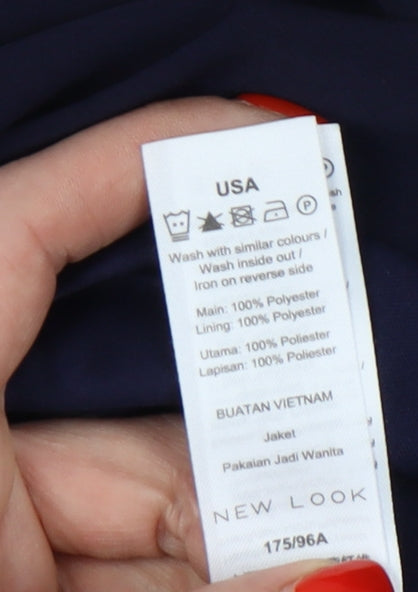 USA
P
Wash with similar colours /
Wash inside out /
Iron on reverse side
Main: 100% Polyester
Lining: 100% Polyester
Utama: 100% Poliester
Lapisan: 100% Poliester
BUATAN VIETNAM
Jaket
Pakaian Jadi Wanita
NEW LOOK
175/96A